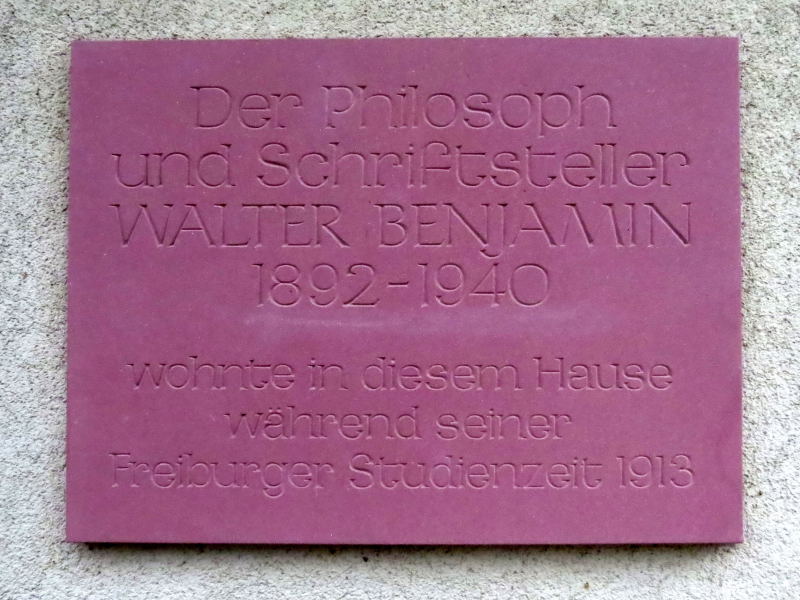 Der Philosoph
und Schriftsteller
WALTER BENJAMIN
1892-1940
wohnte in diesem Hause
während seiner
Freiburger Studienzeit 1913